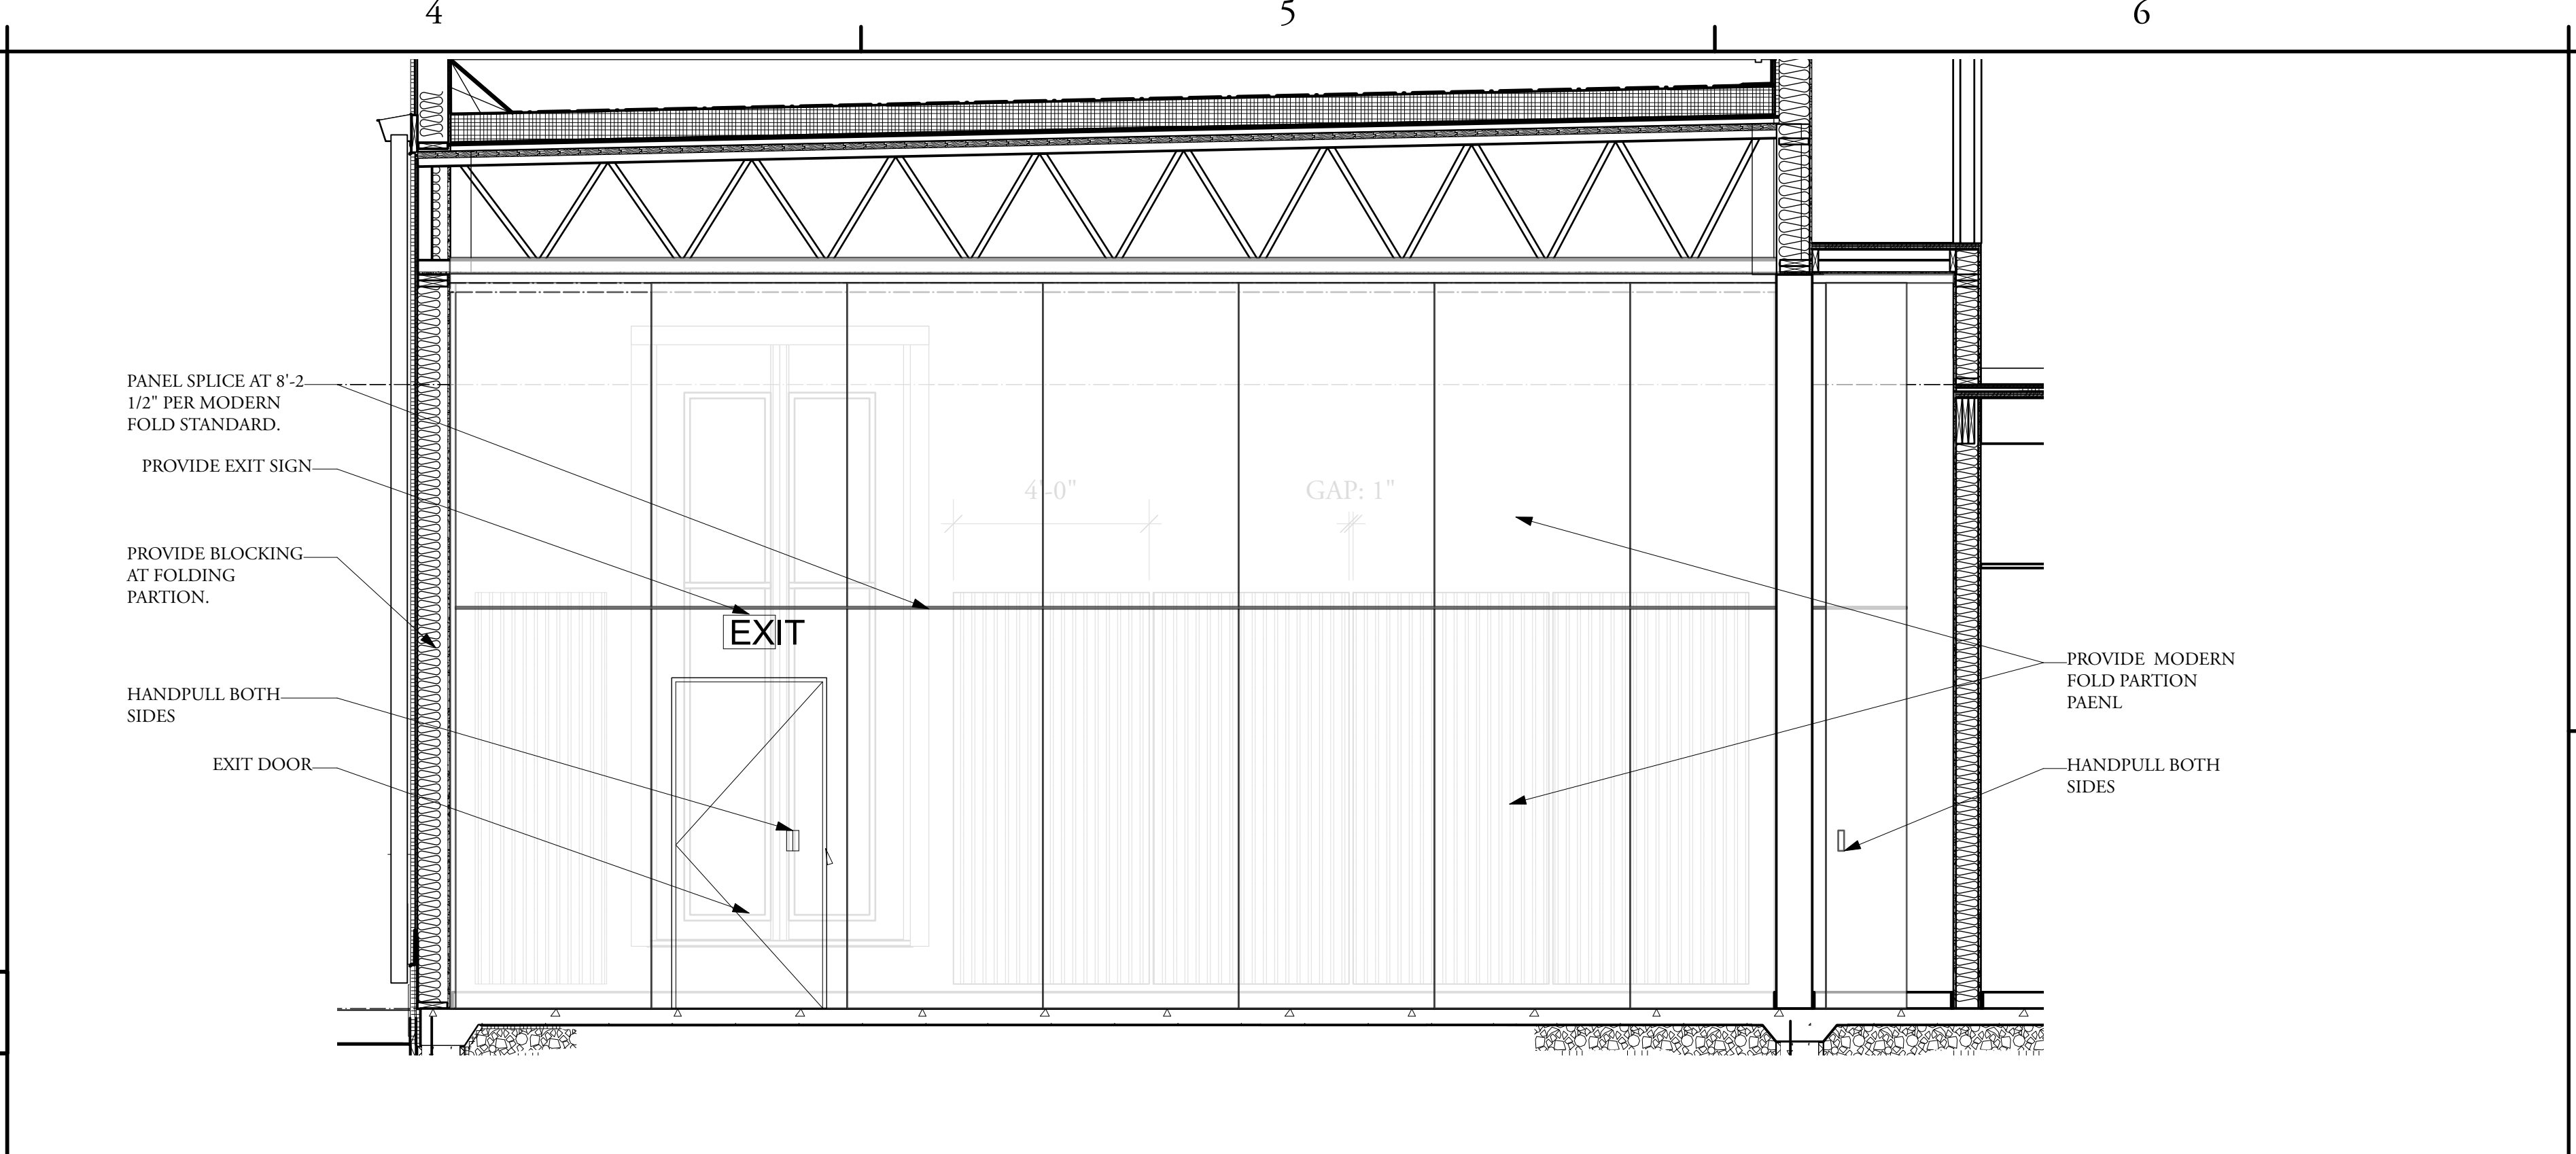 4
5
6
PANEL SPLICE AT 8'-2
1/2" PER MODERN
FOLD STANDARD.
PROVIDE EXIT SIGN
PROVIDE BLOCKING
AT FOLDING
PARTION.
HANDPULL BOTH
SIDES
EXIT DOOR
4'-0"
GAP: 1"
EXIT
PROVIDE MODERN
FOLD PARTION
PAENL
HANDPULL BOTH
SIDES